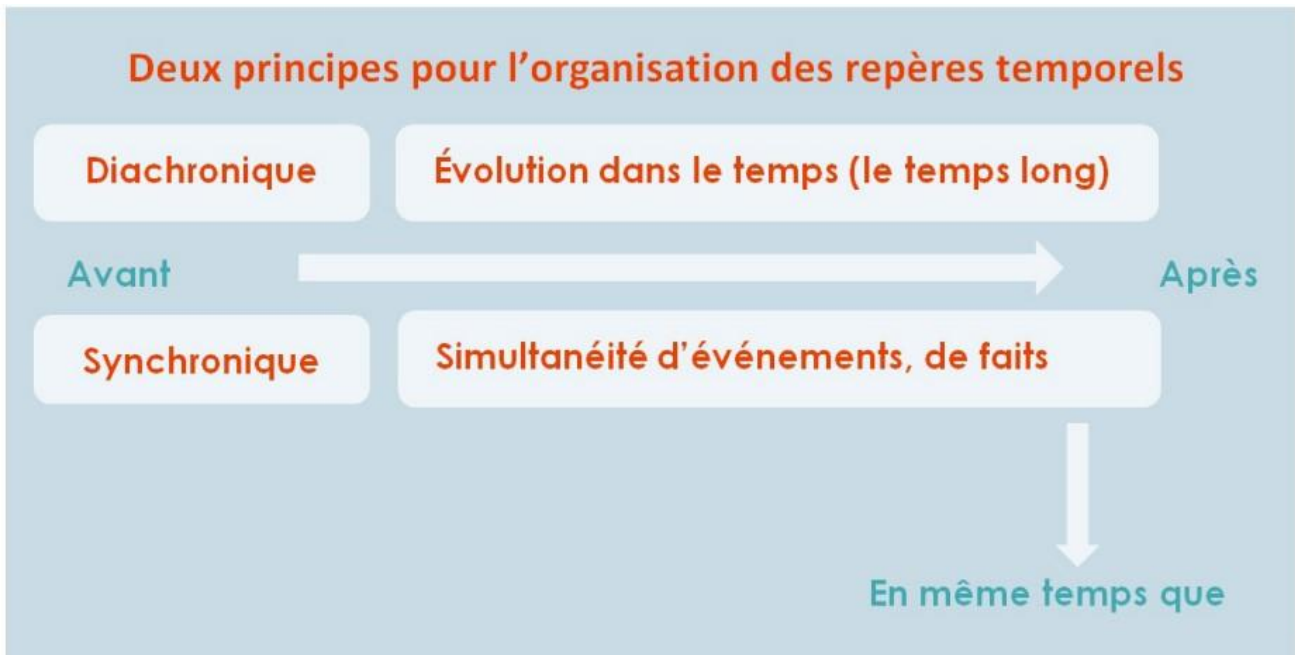 Deux principes pour l'organisation des repères temporels
Diachronique
Évolution dans le temps (le temps long)
Avant
Après
Synchronique
Simultanéité d'événements, de faits
En même temps que